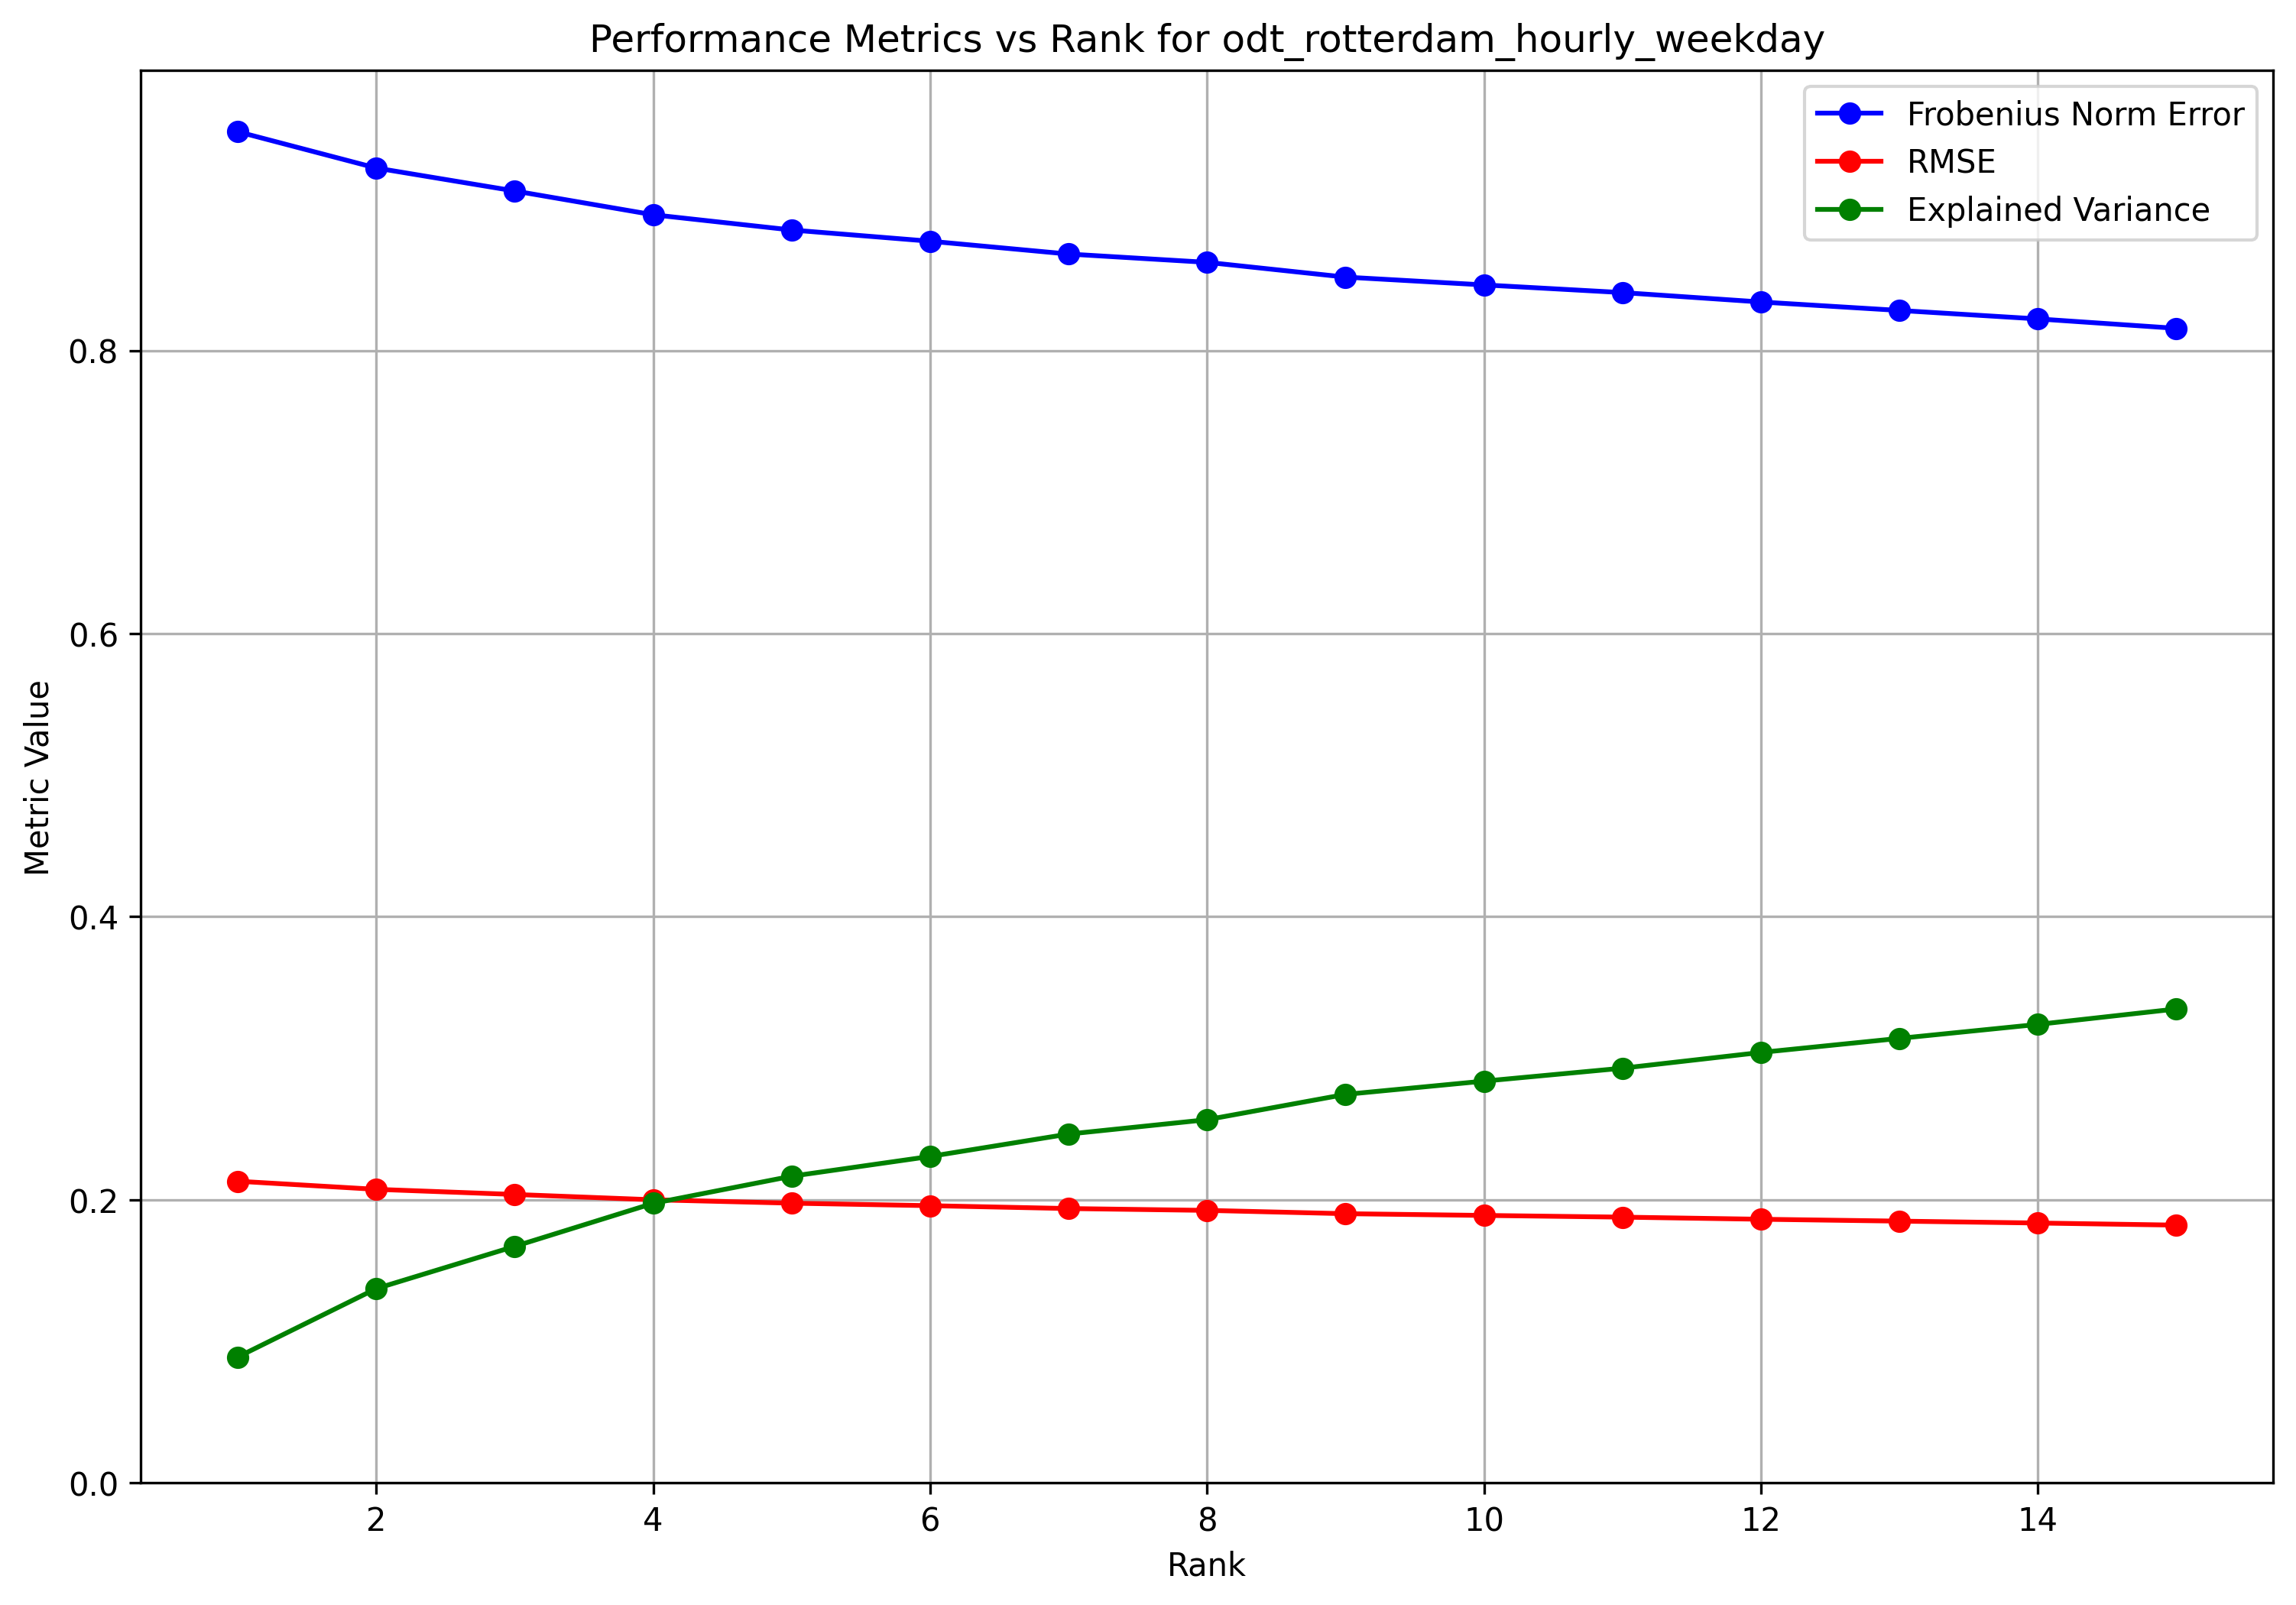 Performance Metrics vs Rank for odt_rotterdam_hourly_weekday
Frobenius Norm Error
RMSE
Explained Variance
Metric Value
0.8
0.6
0.4
0.2
0.0
2 4 6 8 10 12 14
Rank